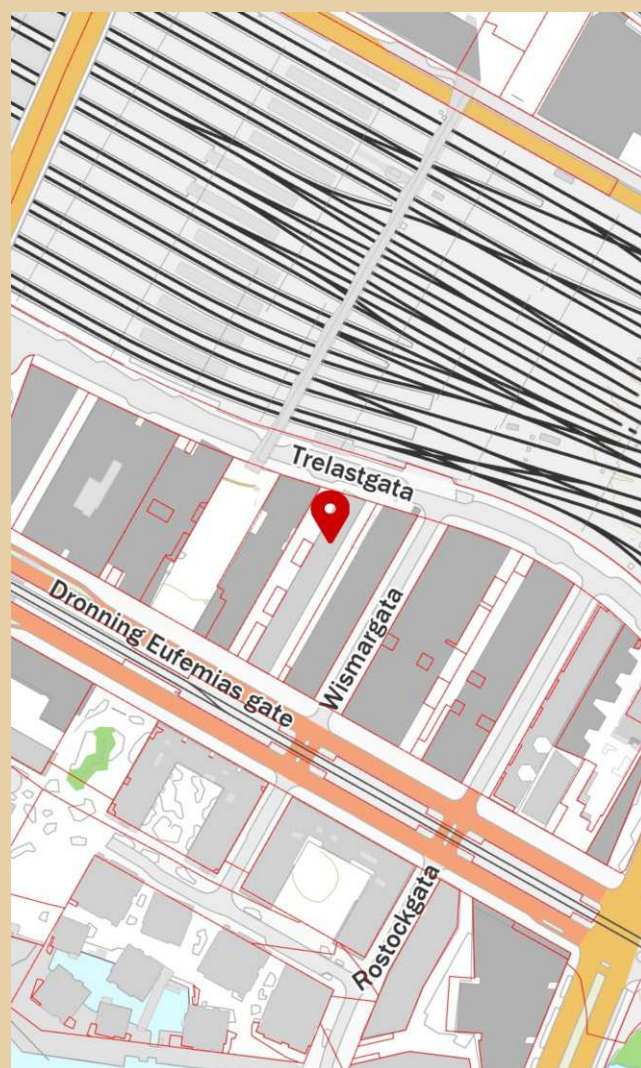 Trelastgata
Dronning Eufemias gate
Wismargata
Rostockgata